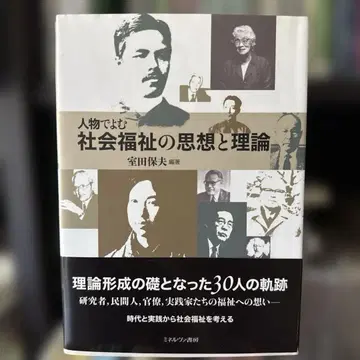 人物でよむ
社会福祉の思想と理論
室田保夫 編著
理論形成の礎となった30人の軌跡
研究者，民間人，官僚，実践家たちの福祉への想い―
時代と実践から社会福祉を考える
ミネルヴァ書房